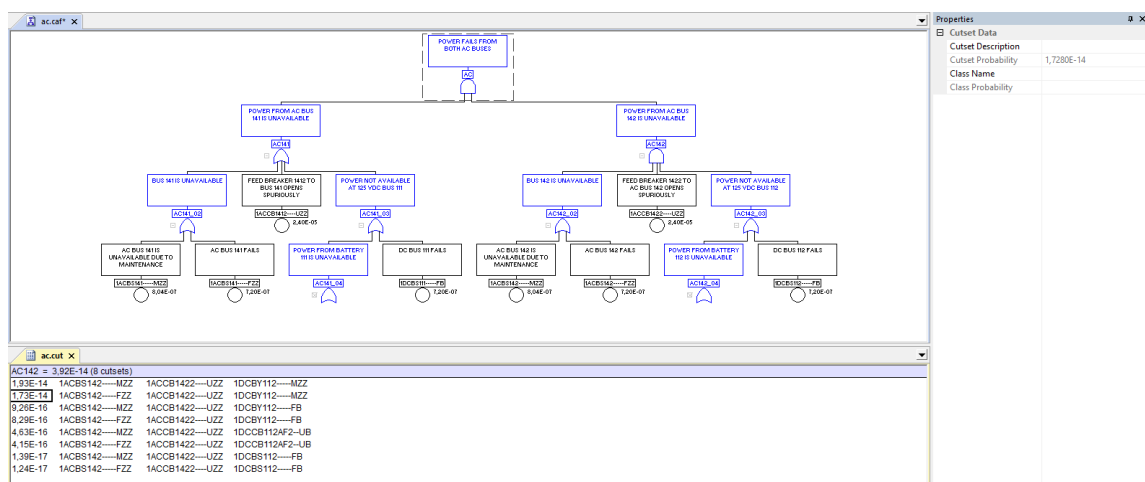 ac.caf*
POWER FAILS FROM
BOTH AC BUSES
AC
POWER FROM AC BUS
141 IS UNAVAILABLE
AC141
POWER FROM AC BUS
142 IS UNAVAILABLE
AC142
BUS 141 IS UNAVAILABLE
AC141_02
FEED BREAKER 1412 TO
BUS 141 OPENS
SPURIOUSLY
1ACCB1412----UZZ
2,40E-05
POWER NOT AVAILABLE
AT 125 VDC BUS 111
AC141_03
BUS 142 IS UNAVAILABLE
AC142_02
FEED BREAKER 1422 TO
AC BUS 142 OPENS
SPURIOUSLY
1ACCB1422----UZZ
2,40E-05
POWER NOT AVAILABLE
AT 125 VDC BUS 112
AC142_03
AC BUS 141 IS
UNAVAILABLE DUE TO
MAINTENANCE
1ACBS141-----MZZ
8,04E-07
AC BUS 141 FAILS
1ACBS141-----FZZ
7,20E-07
POWER FROM BATTERY
111 IS UNAVAILABLE
AC141_04
DC BUS 111 FAILS
1DCBS111-----FB
7,20E-07
AC BUS 142 IS
UNAVAILABLE DUE TO
MAINTENANCE
1ACBS142-----MZZ
8,04E-07
AC BUS 142 FAILS
1ACBS142-----FZZ
7,20E-07
POWER FROM BATTERY
112 IS UNAVAILABLE
AC142_04
DC BUS 112 FAILS
1DCBS112-----FB
7,20E-07
ac.cut
AC142 = 3,92E-14 (8 cutsets)
1,93E-14 1ACBS142-----MZZ 1ACCB1422----UZZ 1DCBY112-----MZZ
1,73E-14 1ACBS142-----FZZ 1ACCB1422----UZZ 1DCBY112-----MZZ
9,26E-16 1ACBS142-----MZZ 1ACCB1422----UZZ 1DCBY112-----FB
8,29E-16 1ACBS142-----FZZ 1ACCB1422----UZZ 1DCBY112-----FB
4,63E-16 1ACBS142-----MZZ 1ACCB1422----UZZ 1DCCB112AF2--UB
4,15E-16 1ACBS142-----FZZ 1ACCB1422----UZZ 1DCCB112AF2--UB
1,39E-17 1ACBS142-----MZZ 1ACCB1422----UZZ 1DCBS112-----FB
1,24E-17 1ACBS142-----FZZ 1ACCB1422----UZZ 1DCBS112-----FB
Properties
Cutset Data
Cutset Description
Cutset Probability 1,7280E-14
Class Name
Class Probability